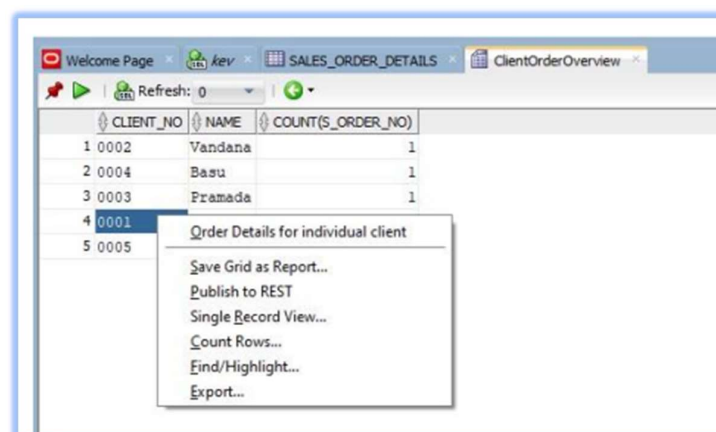 Welcome Page kev SALES_ORDER_DETAILS ClientOrderOverview
Refresh: 0
CLIENT_NO NAME COUNT(S_ORDER_NO)
1 0002 Vandana 1
2 0004 Basu 1
3 0003 Pramada 1
4 0001
5 0005
Order Details for individual client
Save Grid as Report...
Publish to REST
Single Record View...
Count Rows...
Find/Highlight...
Export...